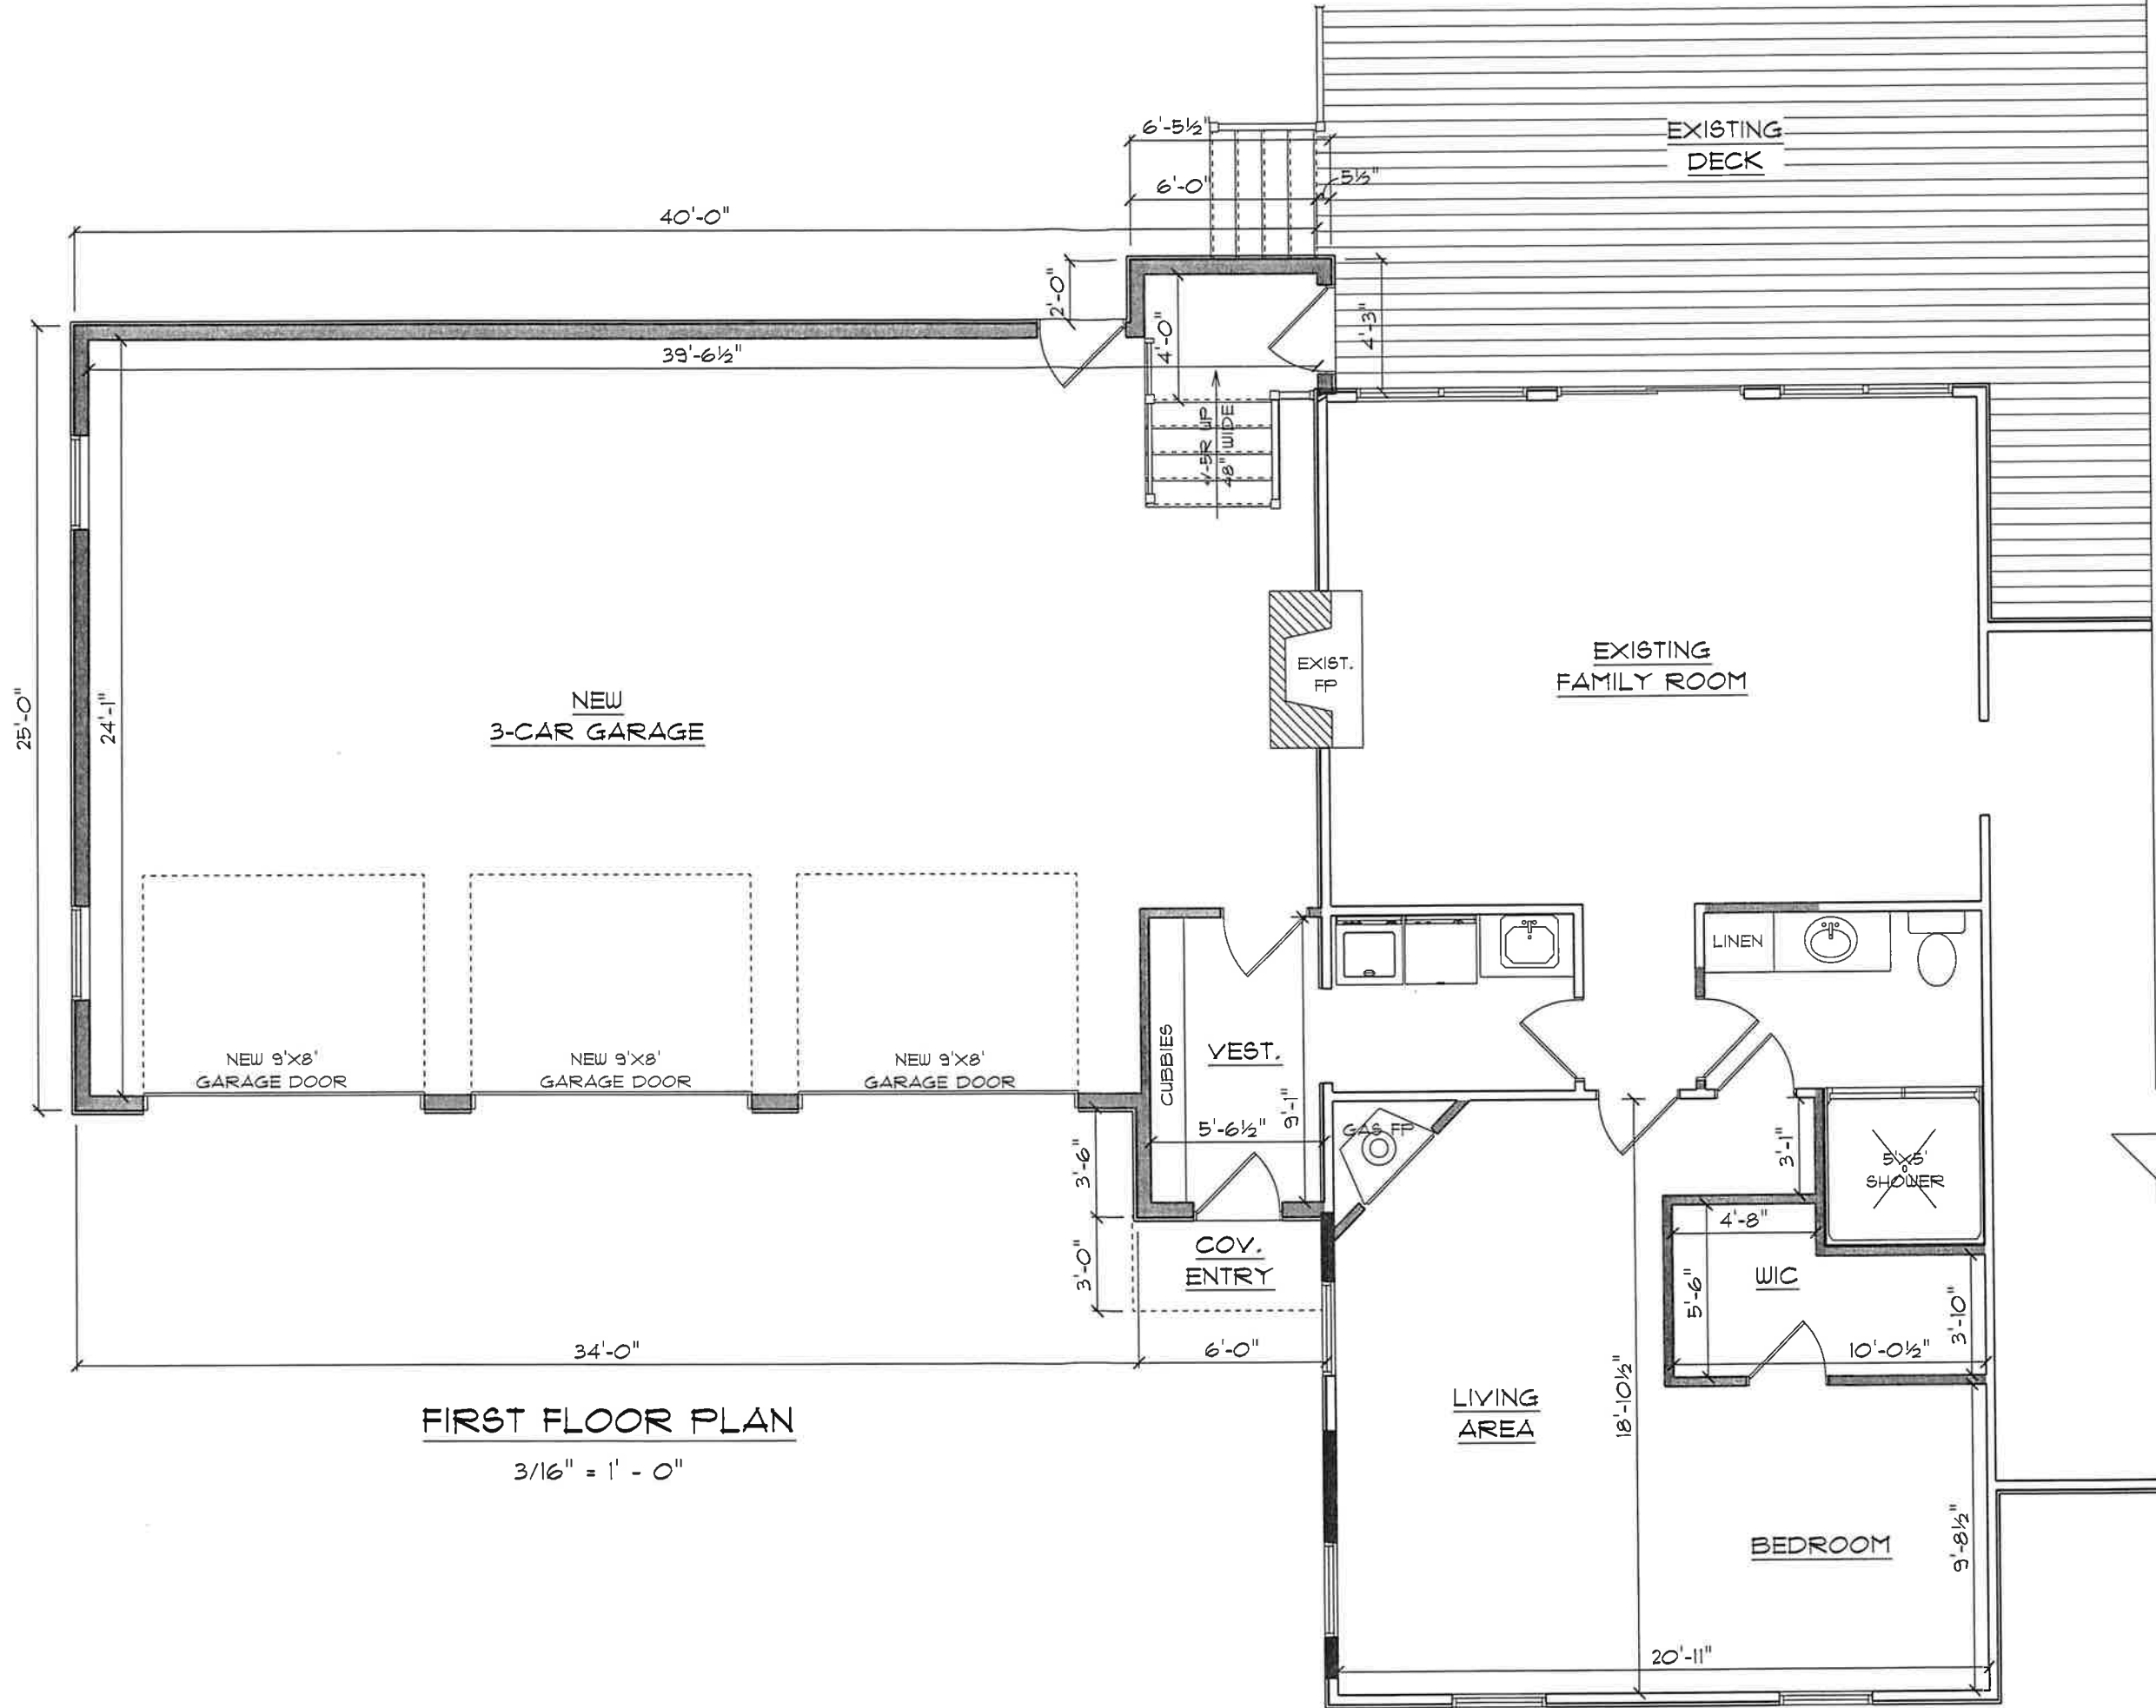 6'-5½"
EXISTING
DECK
6'-0"
5½"
40'-0"
2'-0"
4'-0"
4'-3"
39'-6½"
+/-5R UP
48" WIDE
25'-0"
24'-1"
NEW
3-CAR GARAGE
EXIST.
FP
EXISTING
FAMILY ROOM
LINEN
NEW 9'X8'
GARAGE DOOR
NEW 9'X8'
GARAGE DOOR
NEW 9'X8'
GARAGE DOOR
CUBBIES
VEST.
9'-1"
5'-6½"
GAS FP
3'-6"
3'-1"
5'X5'
SHOWER
4'-8"
COV.
ENTRY
3'-0"
WIC
5'-6"
3'-10"
10'-0½"
34'-0"
6'-0"
18'-10½"
LIVING
AREA
FIRST FLOOR PLAN
3/16" = 1' - 0"
BEDROOM
9'-8½"
20'-11"